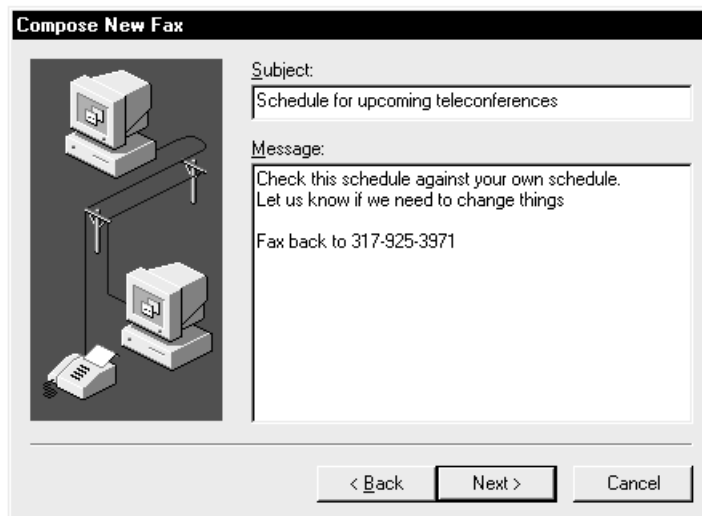 Compose New Fax
Subject:
Schedule for upcoming teleconferences
Message:
Check this schedule against your own schedule.
Let us know if we need to change things
Fax back to 317-925-3971
< Back
Next >
Cancel